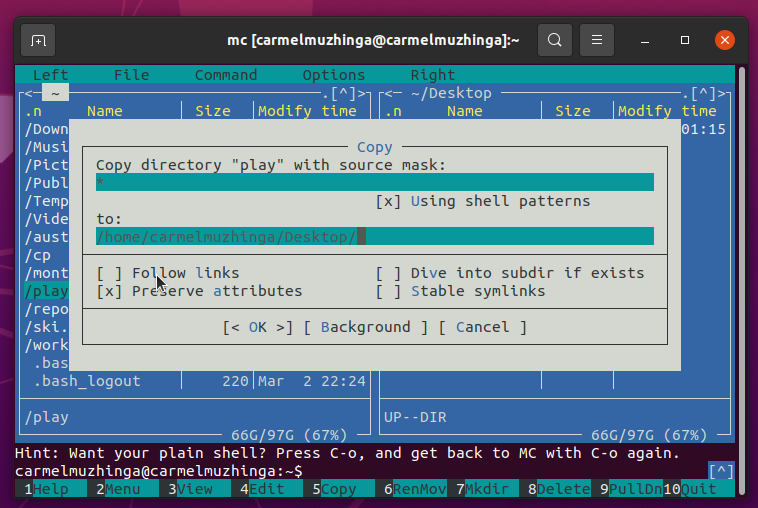 mc [carmelmuzhinga@carmelmuzhinga]:~
Left File Command Options Right
<─ ~ .[^]> <─ ~/Desktop .[^]>
.n Name Size Modify time .n Name Size Modify time
/Down 01:15
/Musi
/Pict
/Publ
/Temp
/Vide
/aust
/cp
/mont
/play
/repo
/ski.
/work
.bas
Copy
Copy directory "play" with source mask:
*
[x] Using shell patterns
to:
/home/carmelmuzhinga/Desktop/
[ ] Follow links [ ] Dive into subdir if exists
[x] Preserve attributes [ ] Stable symlinks
[< OK >] [ Background ] [ Cancel ]
.bash_logout 220 Mar 2 22:24
/play UP--DIR
66G/97G (67%) 66G/97G (67%)
Hint: Want your plain shell? Press C-o, and get back to MC with C-o again.
carmelmuzhinga@carmelmuzhinga:~$ [^]
1Help 2Menu 3View 4Edit 5Copy 6RenMov 7Mkdir 8Delete 9PullDn 10Quit